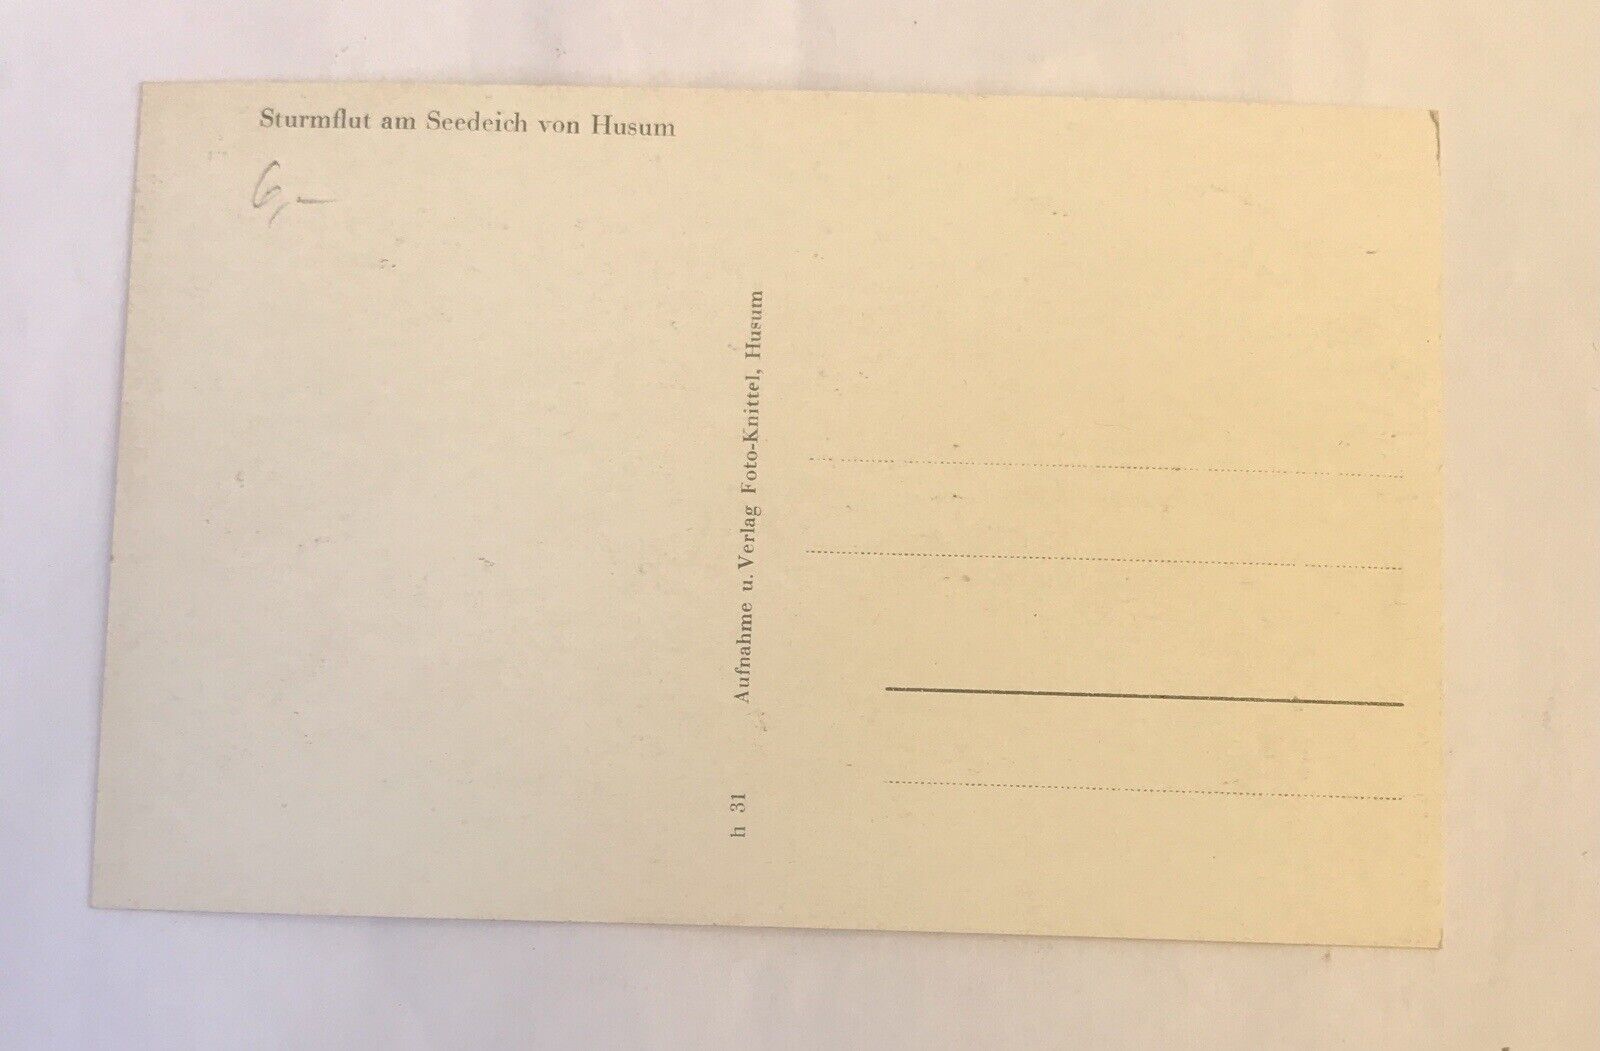 Sturmflut am Seedeich von Husum
6,–
Aufnahme u. Verlag Foto-Knittel, Husum
h 31